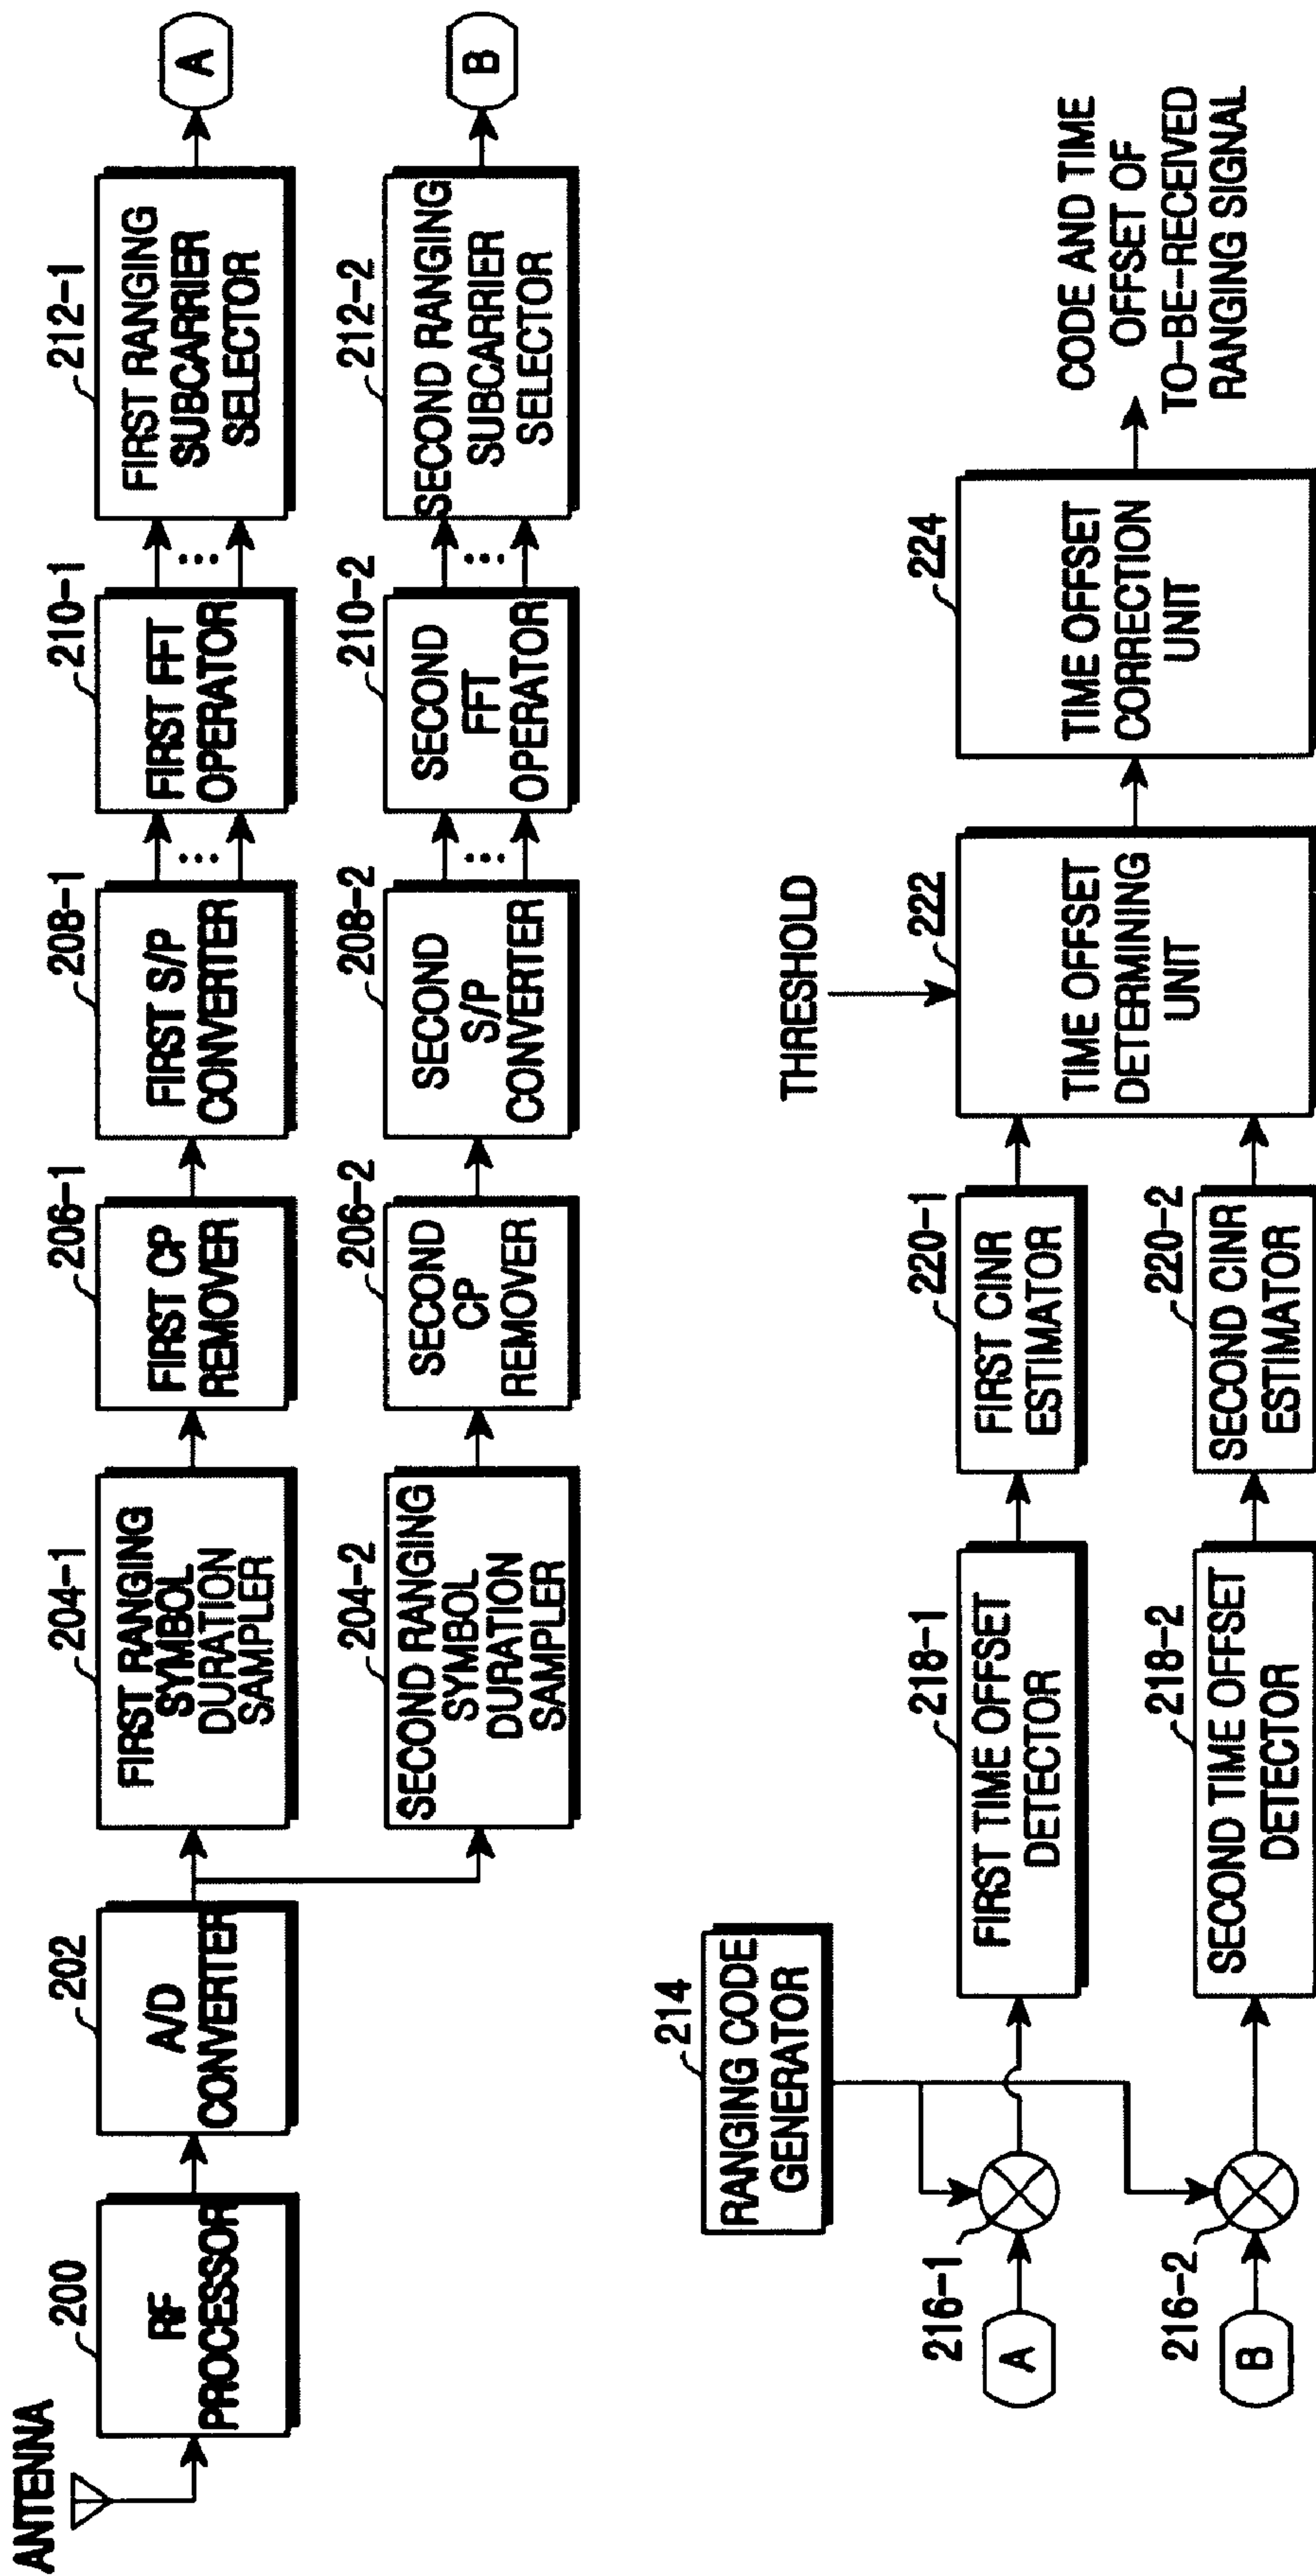 ANTENNA
200
RF
PROCESSOR
202
A/D
CONVERTER
204-1
FIRST RANGING
SYMBOL
DURATION
SAMPLER
206-1
FIRST CP
REMOVER
208-1
FIRST S/P
CONVERTER
210-1
FIRST FFT
OPERATOR
212-1
FIRST RANGING
SUBCARRIER
SELECTOR
A
204-2
SECOND RANGING
SYMBOL
DURATION
SAMPLER
206-2
SECOND
CP
REMOVER
208-2
SECOND
S/P
CONVERTER
210-2
SECOND
FFT
OPERATOR
212-2
SECOND RANGING
SUBCARRIER
SELECTOR
B
214
RANGING CODE
GENERATOR
THRESHOLD
216-1
A
218-1
FIRST TIME OFFSET
DETECTOR
220-1
FIRST CINR
ESTIMATOR
222
TIME OFFSET
DETERMINING
UNIT
224
TIME OFFSET
CORRECTION
UNIT
CODE AND TIME
OFFSET OF
TO-BE-RECEIVED
RANGING SIGNAL
216-2
B
218-2
SECOND TIME OFFSET
DETECTOR
220-2
SECOND CINR
ESTIMATOR